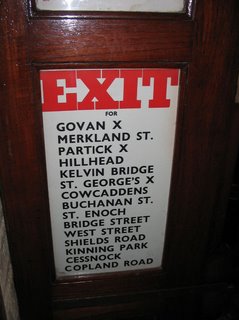 EXIT
FOR
GOVAN X
MERKLAND ST.
PARTICK X
HILLHEAD
KELVIN BRIDGE
ST. GEORGE'S X
COWCADDENS
BUCHANAN ST.
ST. ENOCH
BRIDGE STREET
WEST STREET
SHIELDS ROAD
KINNING PARK
CESSNOCK
COPLAND ROAD